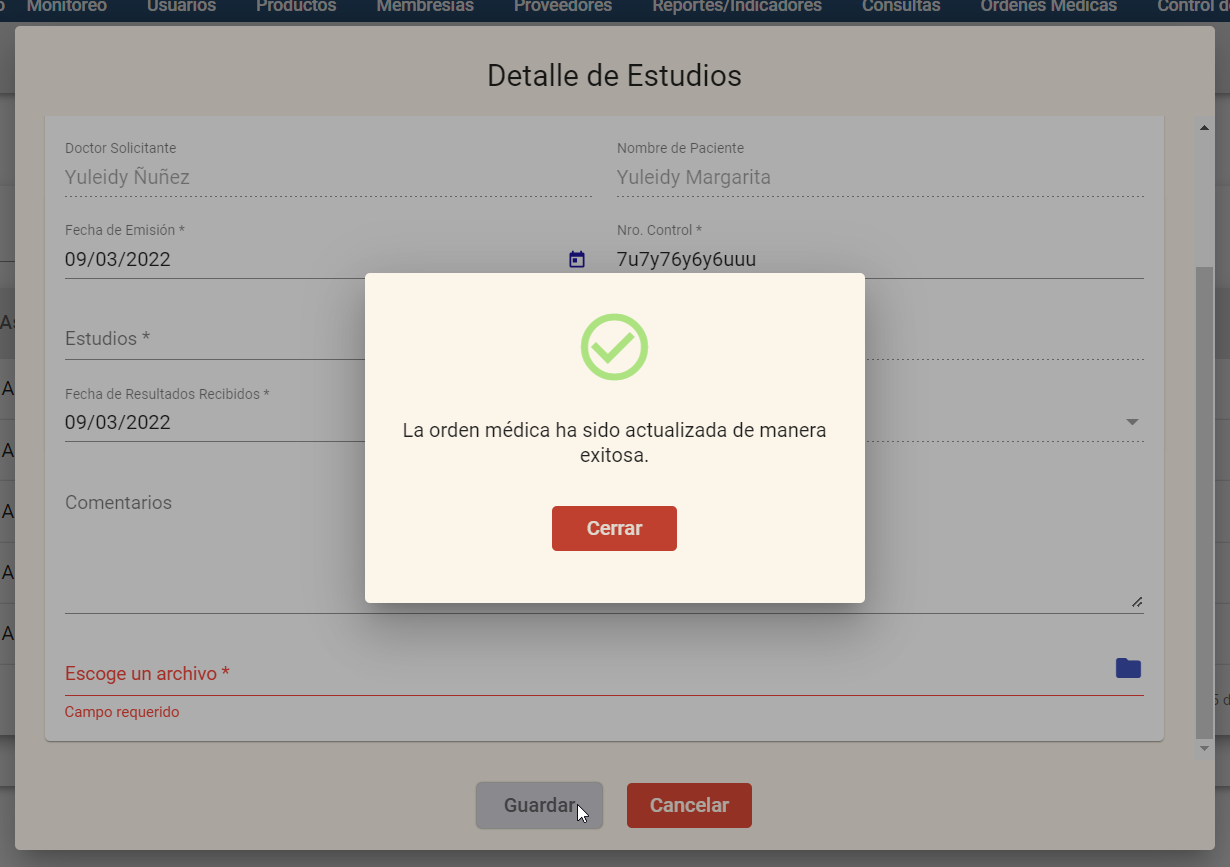 Monitoreo Usuarios Productos Membresías Proveedores Reportes/Indicadores Consultas Ordenes Médicas Control
Detalle de Estudios
Doctor Solicitante Nombre de Paciente
Yuleidy Ñuñez Yuleidy Margarita
Fecha de Emisión * Nro. Control *
09/03/2022 7u7y76y6y6uuu
Estudios *
Fecha de Resultados Recibidos *
09/03/2022
La orden médica ha sido actualizada de manera
exitosa.
Cerrar
Comentarios
Escoge un archivo *
Campo requerido
Guardar Cancelar